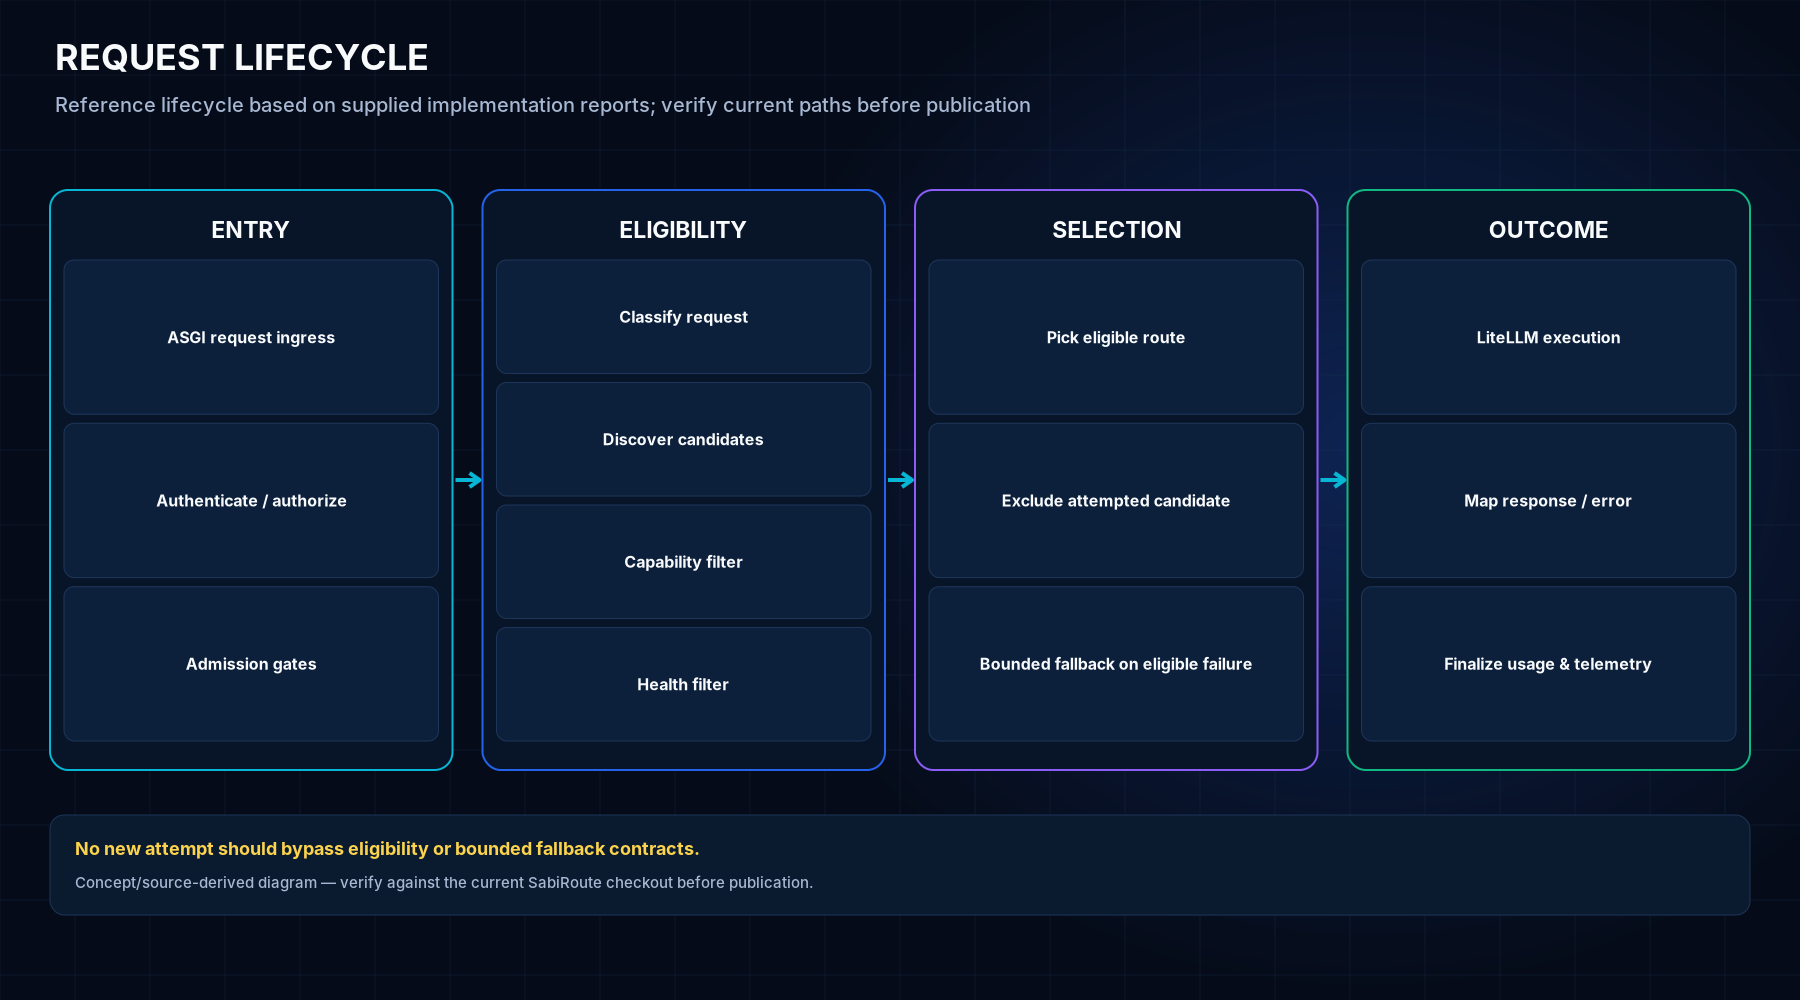 REQUEST LIFECYCLE
Reference lifecycle based on supplied implementation reports; verify current paths before publication
ENTRY
ASGI request ingress
Authenticate / authorize
Admission gates
ELIGIBILITY
Classify request
Discover candidates
Capability filter
Health filter
SELECTION
Pick eligible route
Exclude attempted candidate
Bounded fallback on eligible failure
OUTCOME
LiteLLM execution
Map response / error
Finalize usage & telemetry
No new attempt should bypass eligibility or bounded fallback contracts.
Concept/source-derived diagram — verify against the current SabiRoute checkout before publication.